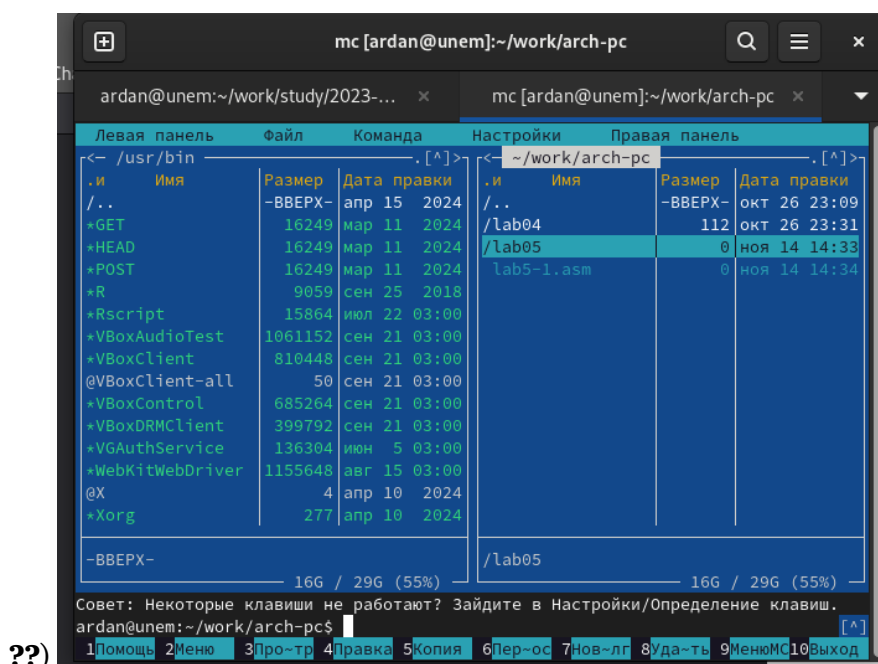 mc [ardan@unem]:~/work/arch-pc
Ch
ardan@unem:~/work/study/2023-... × mc [ardan@unem]:~/work/arch-pc ×
Левая панель Файл Команда Настройки Правая панель
<─ /usr/bin ─.[^]> <─ ~/work/arch-pc ─.[^]>
.и Имя Размер Дата правки .и Имя Размер Дата правки
/.. -ВВЕРХ- апр 15 2024 /.. -ВВЕРХ- окт 26 23:09
*GET 16249 мар 11 2024 /lab04 112 окт 26 23:31
*HEAD 16249 мар 11 2024 /lab05 0 ноя 14 14:33
*POST 16249 мар 11 2024 lab5-1.asm 0 ноя 14 14:34
*R 9059 сен 25 2018
*Rscript 15864 июл 22 03:00
*VBoxAudioTest 1061152 сен 21 03:00
*VBoxClient 810448 сен 21 03:00
@VBoxClient-all 50 сен 21 03:00
*VBoxControl 685264 сен 21 03:00
*VBoxDRMClient 399792 сен 21 03:00
*VGAuthService 136304 июн 5 03:00
*WebKitWebDriver 1155648 авг 15 03:00
@X 4 апр 10 2024
*Xorg 277 апр 10 2024
-ВВЕРХ- /lab05
16G / 29G (55%) 16G / 29G (55%)
Совет: Некоторые клавиши не работают? Зайдите в Настройки/Определение клавиш.
ardan@unem:~/work/arch-pc$ [^]
1Помощь 2Меню 3Про~тр 4Правка 5Копия 6Пер~ос 7Нов~лг 8Уда~ть 9МенюMC 10Выход
??)